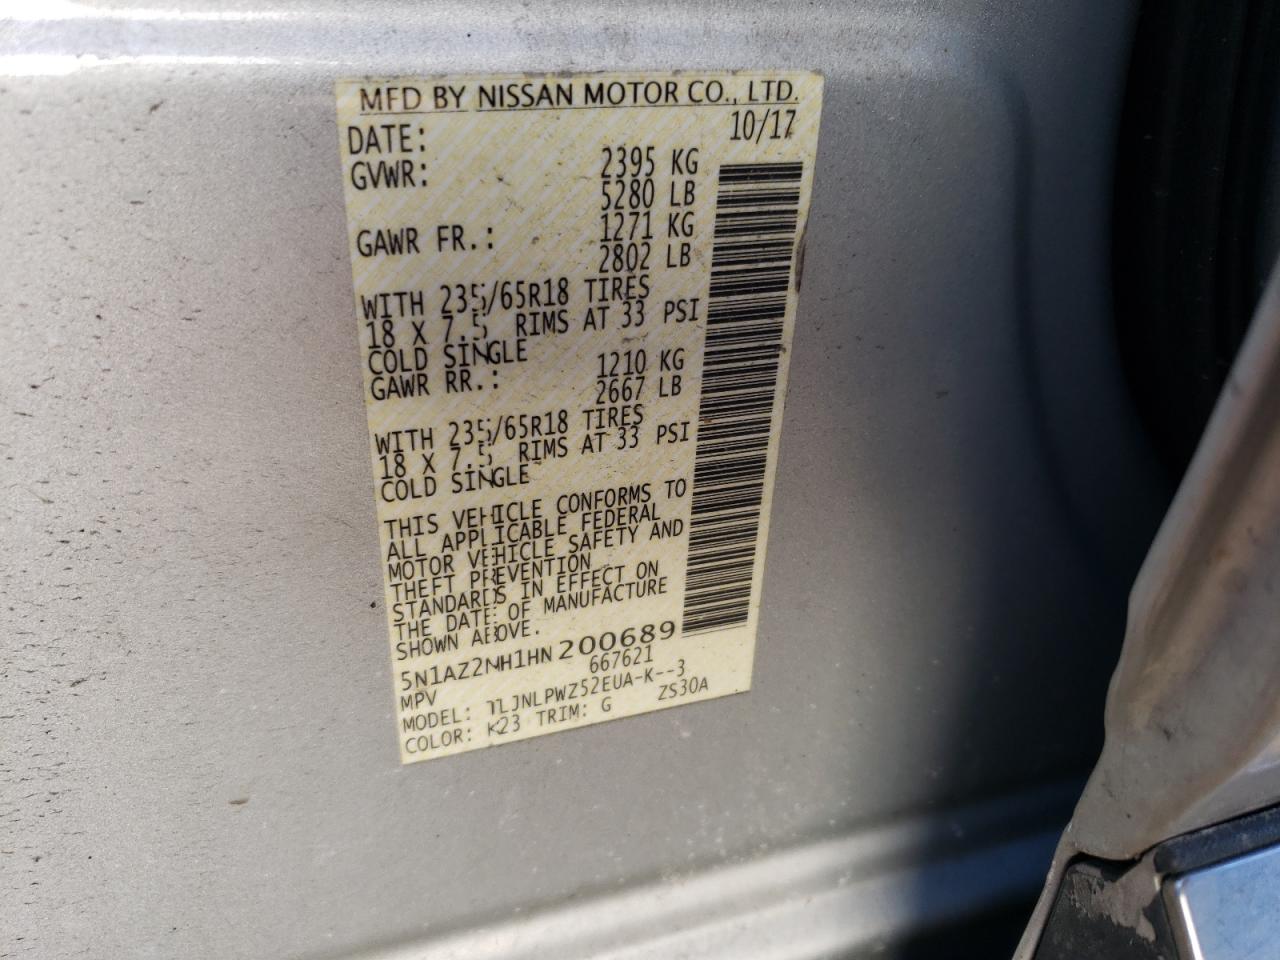 MFD BY NISSAN MOTOR CO., LTD.
DATE: 10/17
GVWR: 2395 KG
5280 LB
GAWR FR.: 1271 KG
2802 LB
WITH 235/65R18 TIRES
18 X 7.5 RIMS AT 33 PSI
COLD SINGLE
GAWR RR.: 1210 KG
2667 LB
WITH 235/65R18 TIRES
18 X 7.5 RIMS AT 33 PSI
COLD SINGLE
THIS VEHICLE CONFORMS TO
ALL APPLICABLE FEDERAL
MOTOR VEHICLE SAFETY AND
THEFT PREVENTION
STANDARDS IN EFFECT ON
THE DATE OF MANUFACTURE
SHOWN ABOVE.
5N1AZ2MH1HN200689
MPV 667621
MODEL: TLJNLPWZ52EUA-K--3
COLOR: K23 TRIM: G ZS30A